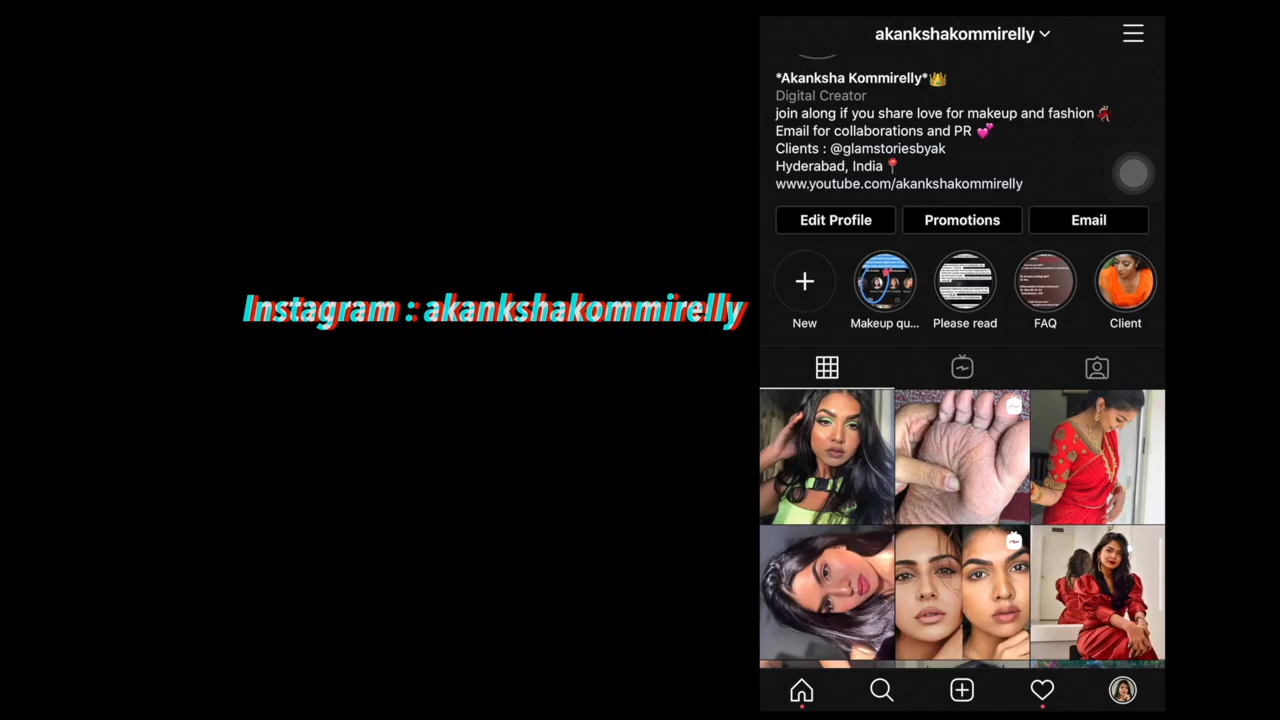 Instagram : akankshakommirelly
akankshakommirelly
*Akanksha Kommirelly*👑
Digital Creator
join along if you share love for makeup and fashion💃
Email for collaborations and PR 💕
Clients : @glamstoriesbyak
Hyderabad, India📍
www.youtube.com/akankshakommirelly
Edit Profile Promotions Email
New Makeup qu... Please read FAQ Client